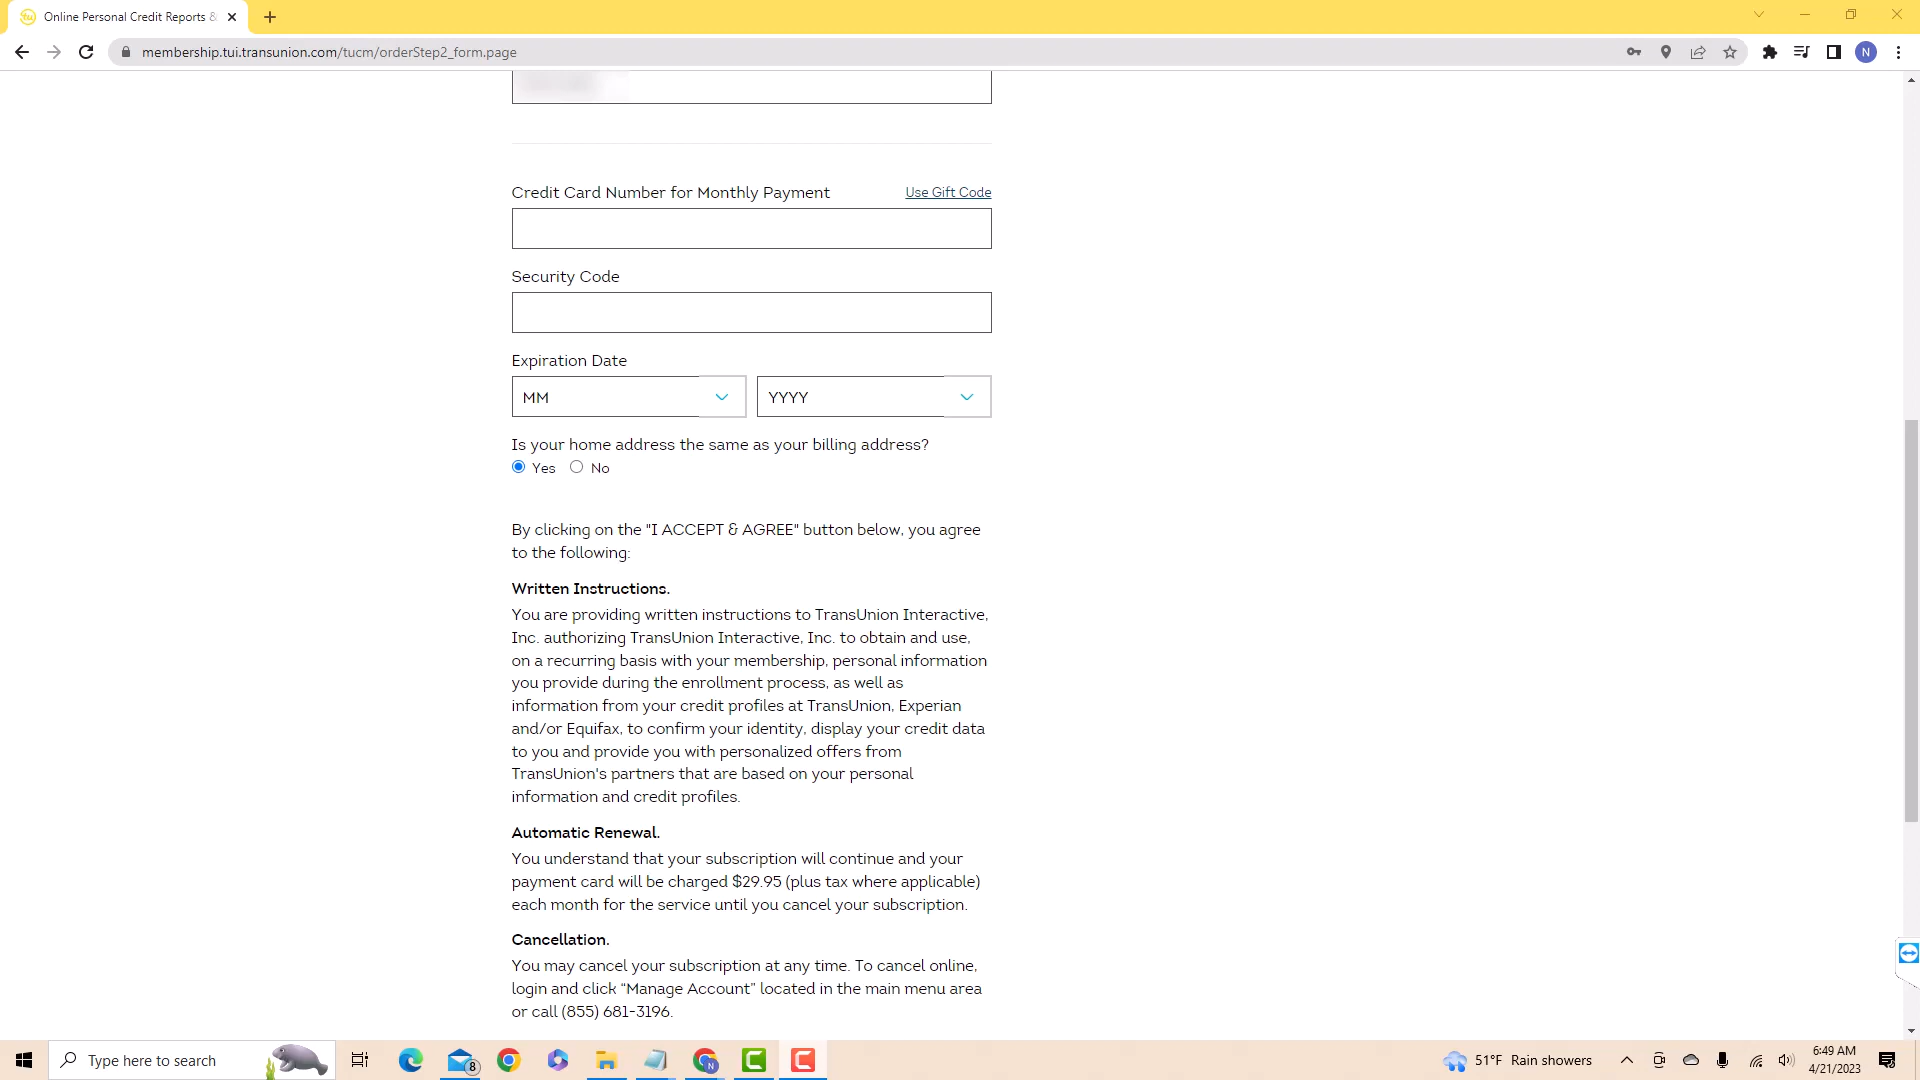 Online Personal Credit Reports &
membership.tui.transunion.com/tucm/orderStep2_form.page
N
Credit Card Number for Monthly Payment
Use Gift Code
Security Code
Expiration Date
MM
YYYY
Is your home address the same as your billing address?
Yes
No
By clicking on the "I ACCEPT & AGREE" button below, you agree
to the following:
Written Instructions.
You are providing written instructions to TransUnion Interactive,
Inc. authorizing TransUnion Interactive, Inc. to obtain and use,
on a recurring basis with your membership, personal information
you provide during the enrollment process, as well as
information from your credit profiles at TransUnion, Experian
and/or Equifax, to confirm your identity, display your credit data
to you and provide you with personalized offers from
TransUnion's partners that are based on your personal
information and credit profiles.
Automatic Renewal.
You understand that your subscription will continue and your
payment card will be charged $29.95 (plus tax where applicable)
each month for the service until you cancel your subscription.
Cancellation.
You may cancel your subscription at any time. To cancel online,
login and click “Manage Account” located in the main menu area
or call (855) 681-3196.
Type here to search
8
N
51°F Rain showers
6:49 AM
4/21/2023